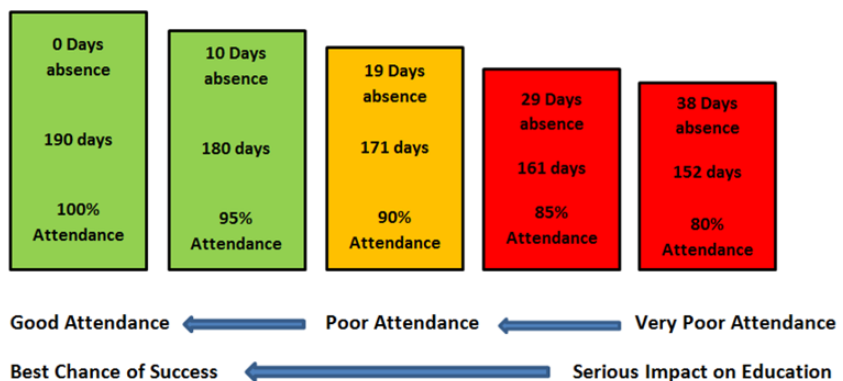 0 Days
absence
190 days
100%
Attendance
10 Days
absence
180 days
95%
Attendance
19 Days
absence
171 days
90%
Attendance
29 Days
absence
161 days
85%
Attendance
38 Days
absence
152 days
80%
Attendance
Good Attendance
Poor Attendance
Very Poor Attendance
Best Chance of Success
Serious Impact on Education